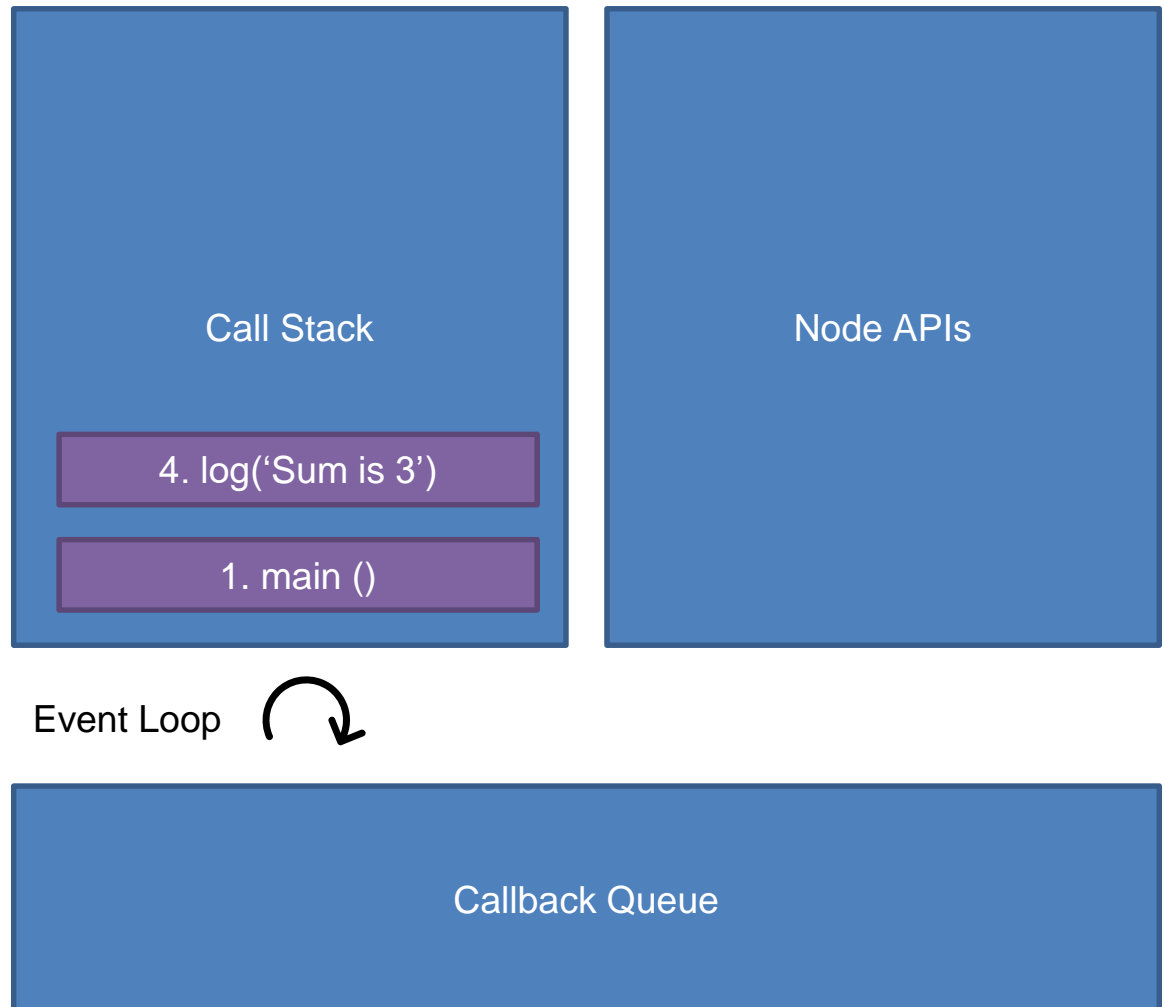 Call Stack
Node APIs
4. log(‘Sum is 3’)
1. main ()
Event Loop
Callback Queue